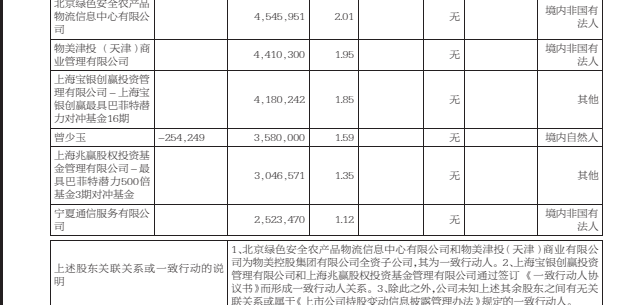 北京绿色安全农产品
物流信息中心有限公 4,545,951 2.01 无 境内非国有
司 法人
物美津投（天津）商 4,410,300 1.95 无 境内非国有
业管理有限公司 法人
上海宝银创赢投资管
理有限公司－上海宝 4,180,242 1.85 无 其他
银创赢最具巴菲特潜
力对冲基金16期
曾少玉 -254,249 3,580,000 1.59 无 境内自然人
上海兆赢股权投资基
金管理有限公司－最 3,046,571 1.35 无 其他
具巴菲特潜力500倍
基金3期对冲基金
宁夏通信服务有限公 2,523,470 1.12 无 境内非国有
司 法人
上述股东关联关系或一致行动的说
明
1、北京绿色安全农产品物流信息中心有限公司和物美津投（天津）商业有限公
司为物美控股集团有限公司全资子公司，其为一致行动人。2、上海宝银创赢投资
管理有限公司和上海兆赢股权投资基金管理有限公司通过签订《一致行动人协
议书》而形成一致行动人关系。3、除此之外，公司未知上述其余股东之间有无关
联关系或属于《上市公司持股变动信息披露管理办法》规定的一致行动人。